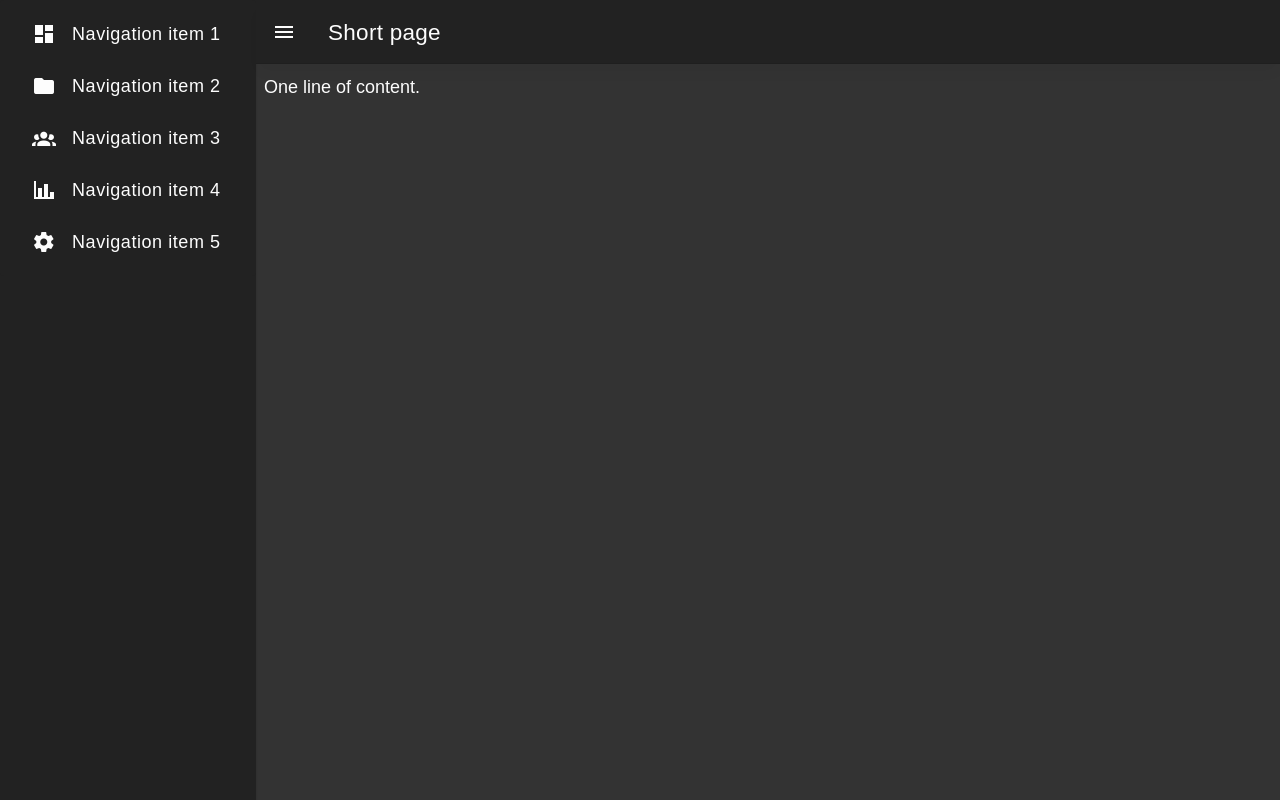 Navigation item 1
Navigation item 2
Navigation item 3
Navigation item 4
Navigation item 5
Short page
One line of content.